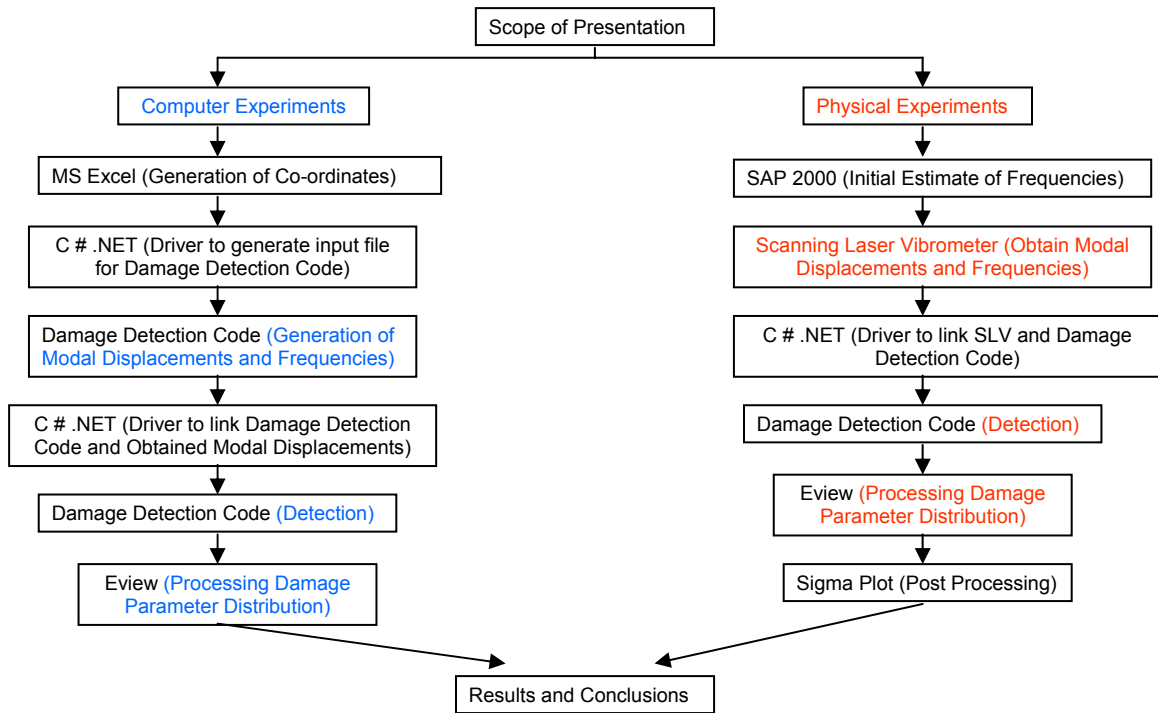 Scope of Presentation
Computer Experiments
MS Excel (Generation of Co-ordinates)
C # .NET (Driver to generate input file
for Damage Detection Code)
Damage Detection Code (Generation of
Modal Displacements and Frequencies)
C # .NET (Driver to link Damage Detection
Code and Obtained Modal Displacements)
Damage Detection Code (Detection)
Eview (Processing Damage
Parameter Distribution)
Physical Experiments
SAP 2000 (Initial Estimate of Frequencies)
Scanning Laser Vibrometer (Obtain Modal
Displacements and Frequencies)
C # .NET (Driver to link SLV and Damage
Detection Code)
Damage Detection Code (Detection)
Eview (Processing Damage
Parameter Distribution)
Sigma Plot (Post Processing)
Results and Conclusions